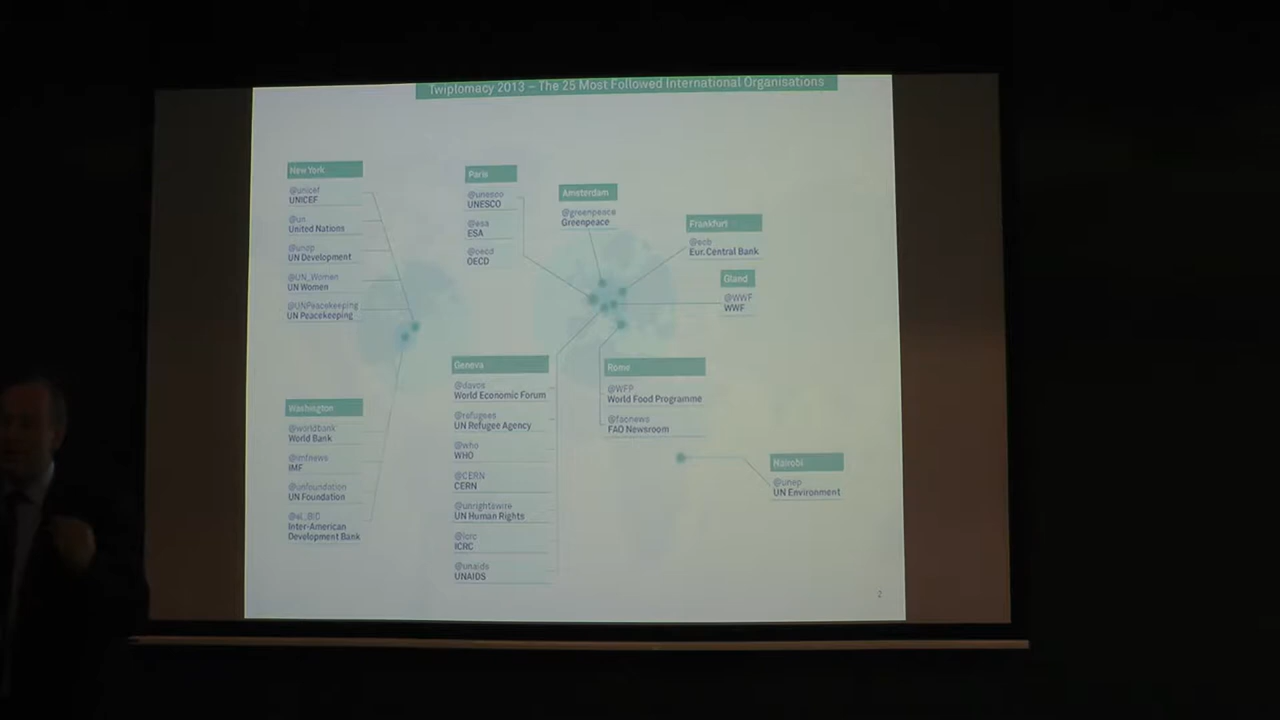 Twiplomacy 2013 – The 25 Most Followed International Organisations
New York
@unicef
UNICEF
@un
United Nations
@undp
UN Development
@UN_Women
UN Women
@UNPeacekeeping
UN Peacekeeping
Washington
@worldbank
World Bank
@imfnews
IMF
@unfoundation
UN Foundation
@el_BID
Inter-American
Development Bank
Paris
@unesco
UNESCO
@esa
ESA
@oecd
OECD
Amsterdam
@greenpeace
Greenpeace
Frankfurt
@ecb
Eur. Central Bank
Gland
@WWF
WWF
Geneva
@davos
World Economic Forum
@refugees
UN Refugee Agency
@who
WHO
@CERN
CERN
@unrightswire
UN Human Rights
@icrc
ICRC
@unaids
UNAIDS
Rome
@WFP
World Food Programme
@faonews
FAO Newsroom
Nairobi
@unep
UN Environment
2